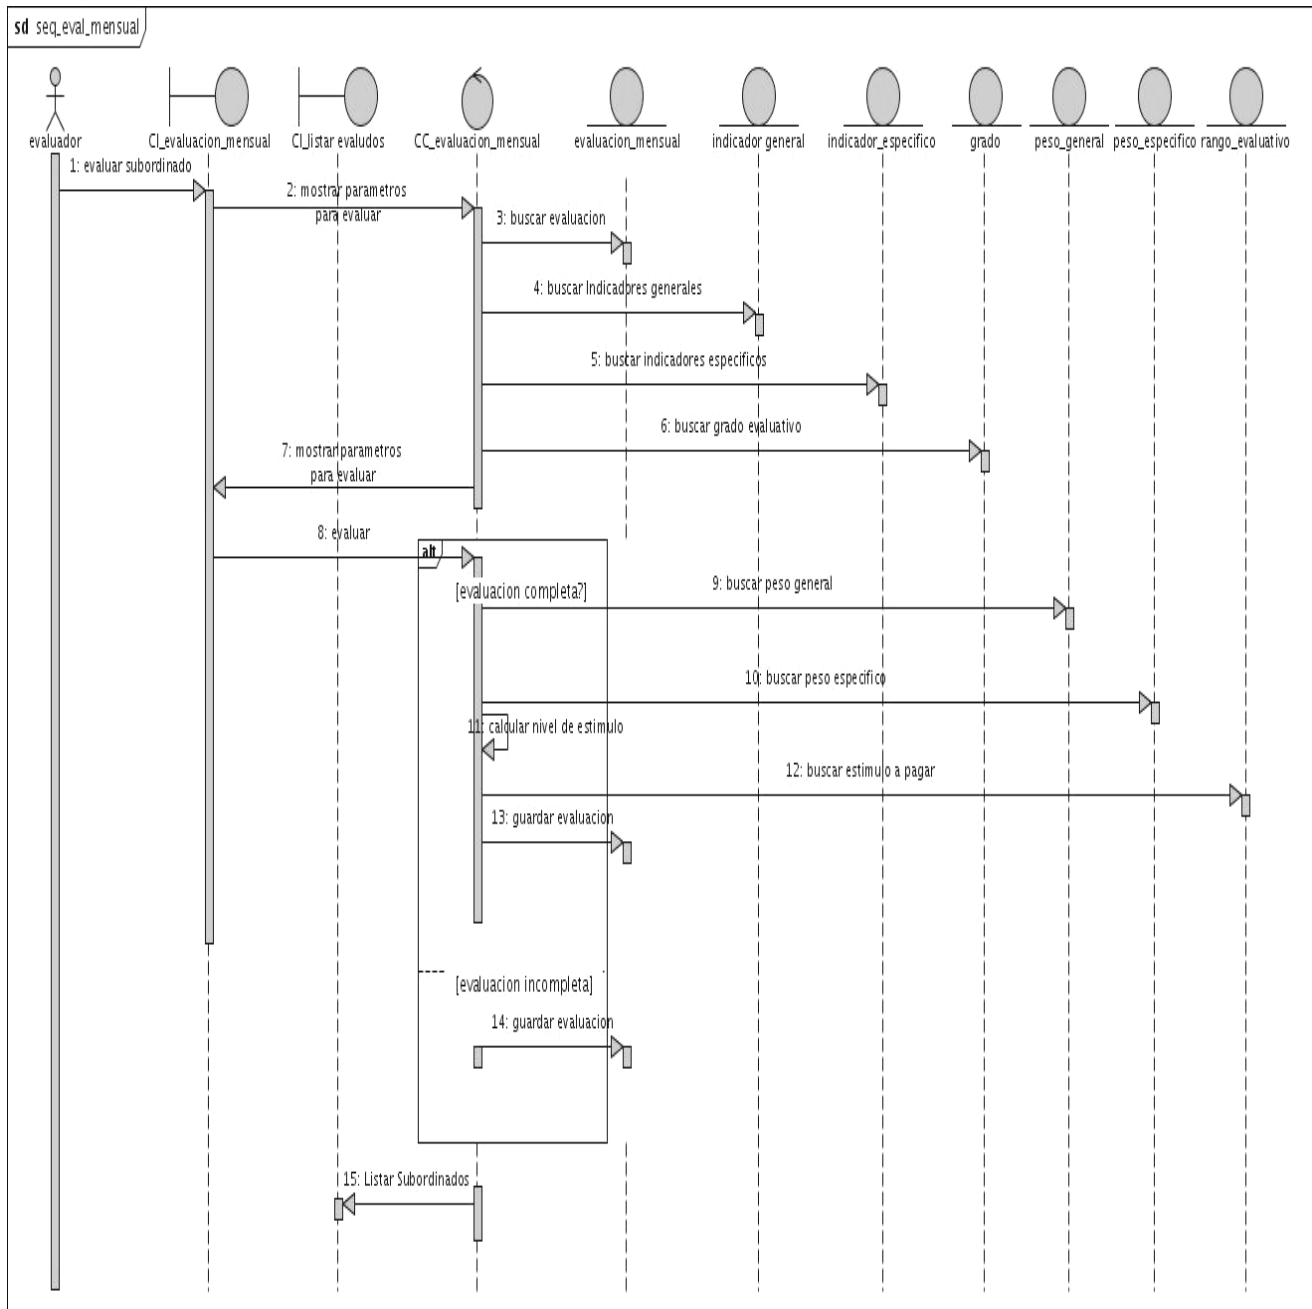 sd seq_eval_mensual
evaluador
CI_evaluacion_mensual
CI_listar evaludos
CC_evaluacion_mensual
evaluacion_mensual
indicador general
indicador_especifico
grado
peso_general
peso_especifico
rango_evaluativo
1: evaluar subordinado
2: mostrar parametros
para evaluar
3: buscar evaluacion
4: buscar Indicadores generales
5: buscar indicadores especificos
6: buscar grado evaluativo
7: mostrar parametros
para evaluar
8: evaluar
alt
[evaluacion completa?]
9: buscar peso general
10: buscar peso especifico
11: calcular nivel de estimulo
12: buscar estimulo a pagar
13: guardar evaluacion
[evaluacion incompleta]
14: guardar evaluacion
15: Listar Subordinados